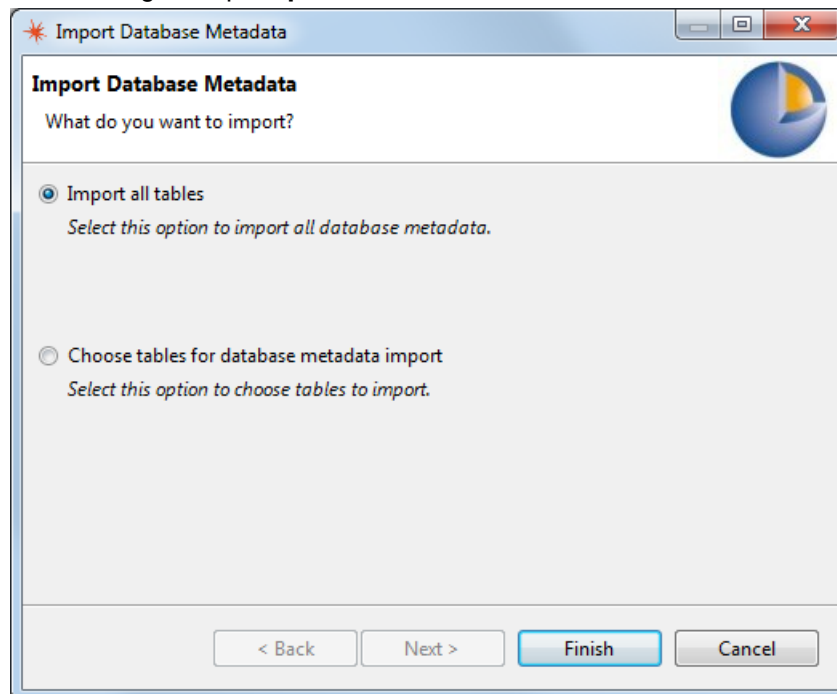 Import Database Metadata
Import Database Metadata
What do you want to import?
Import all tables
Select this option to import all database metadata.
Choose tables for database metadata import
Select this option to choose tables to import.
< Back Next > Finish Cancel